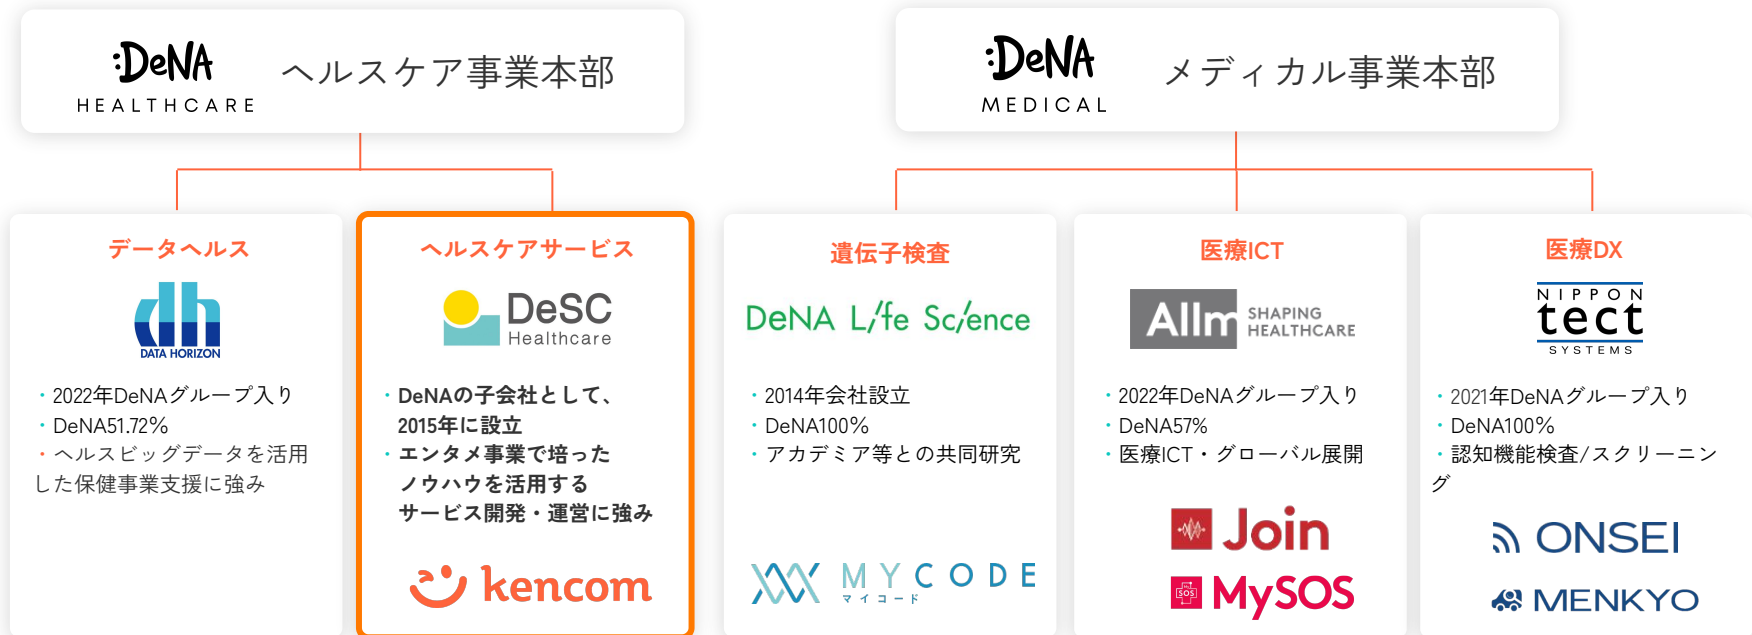 :DeNA
HEALTHCARE
ヘルスケア事業本部
:DeNA
MEDICAL
メディカル事業本部
データヘルス
dh
DATA HORIZON
・2022年DeNAグループ入り
・DeNA51.72%
・ヘルスビッグデータを活用
した保健事業支援に強み
ヘルスケアサービス
DeSC
Healthcare
・DeNAの子会社として、
2015年に設立
・エンタメ事業で培った
ノウハウを活用する
サービス開発・運営に強み
kencom
遺伝子検査
DeNA Life Science
・2014年会社設立
・DeNA100%
・アカデミア等との共同研究
MYCODE
マイコード
医療ICT
Allm
SHAPING
HEALTHCARE
・2022年DeNAグループ入り
・DeNA57%
・医療ICT・グローバル展開
Join
SOS
MySOS
医療DX
NIPPON
tect
SYSTEMS
・2021年DeNAグループ入り
・DeNA100%
・認知機能検査/スクリーニン
グ
ONSEI
MENKYO